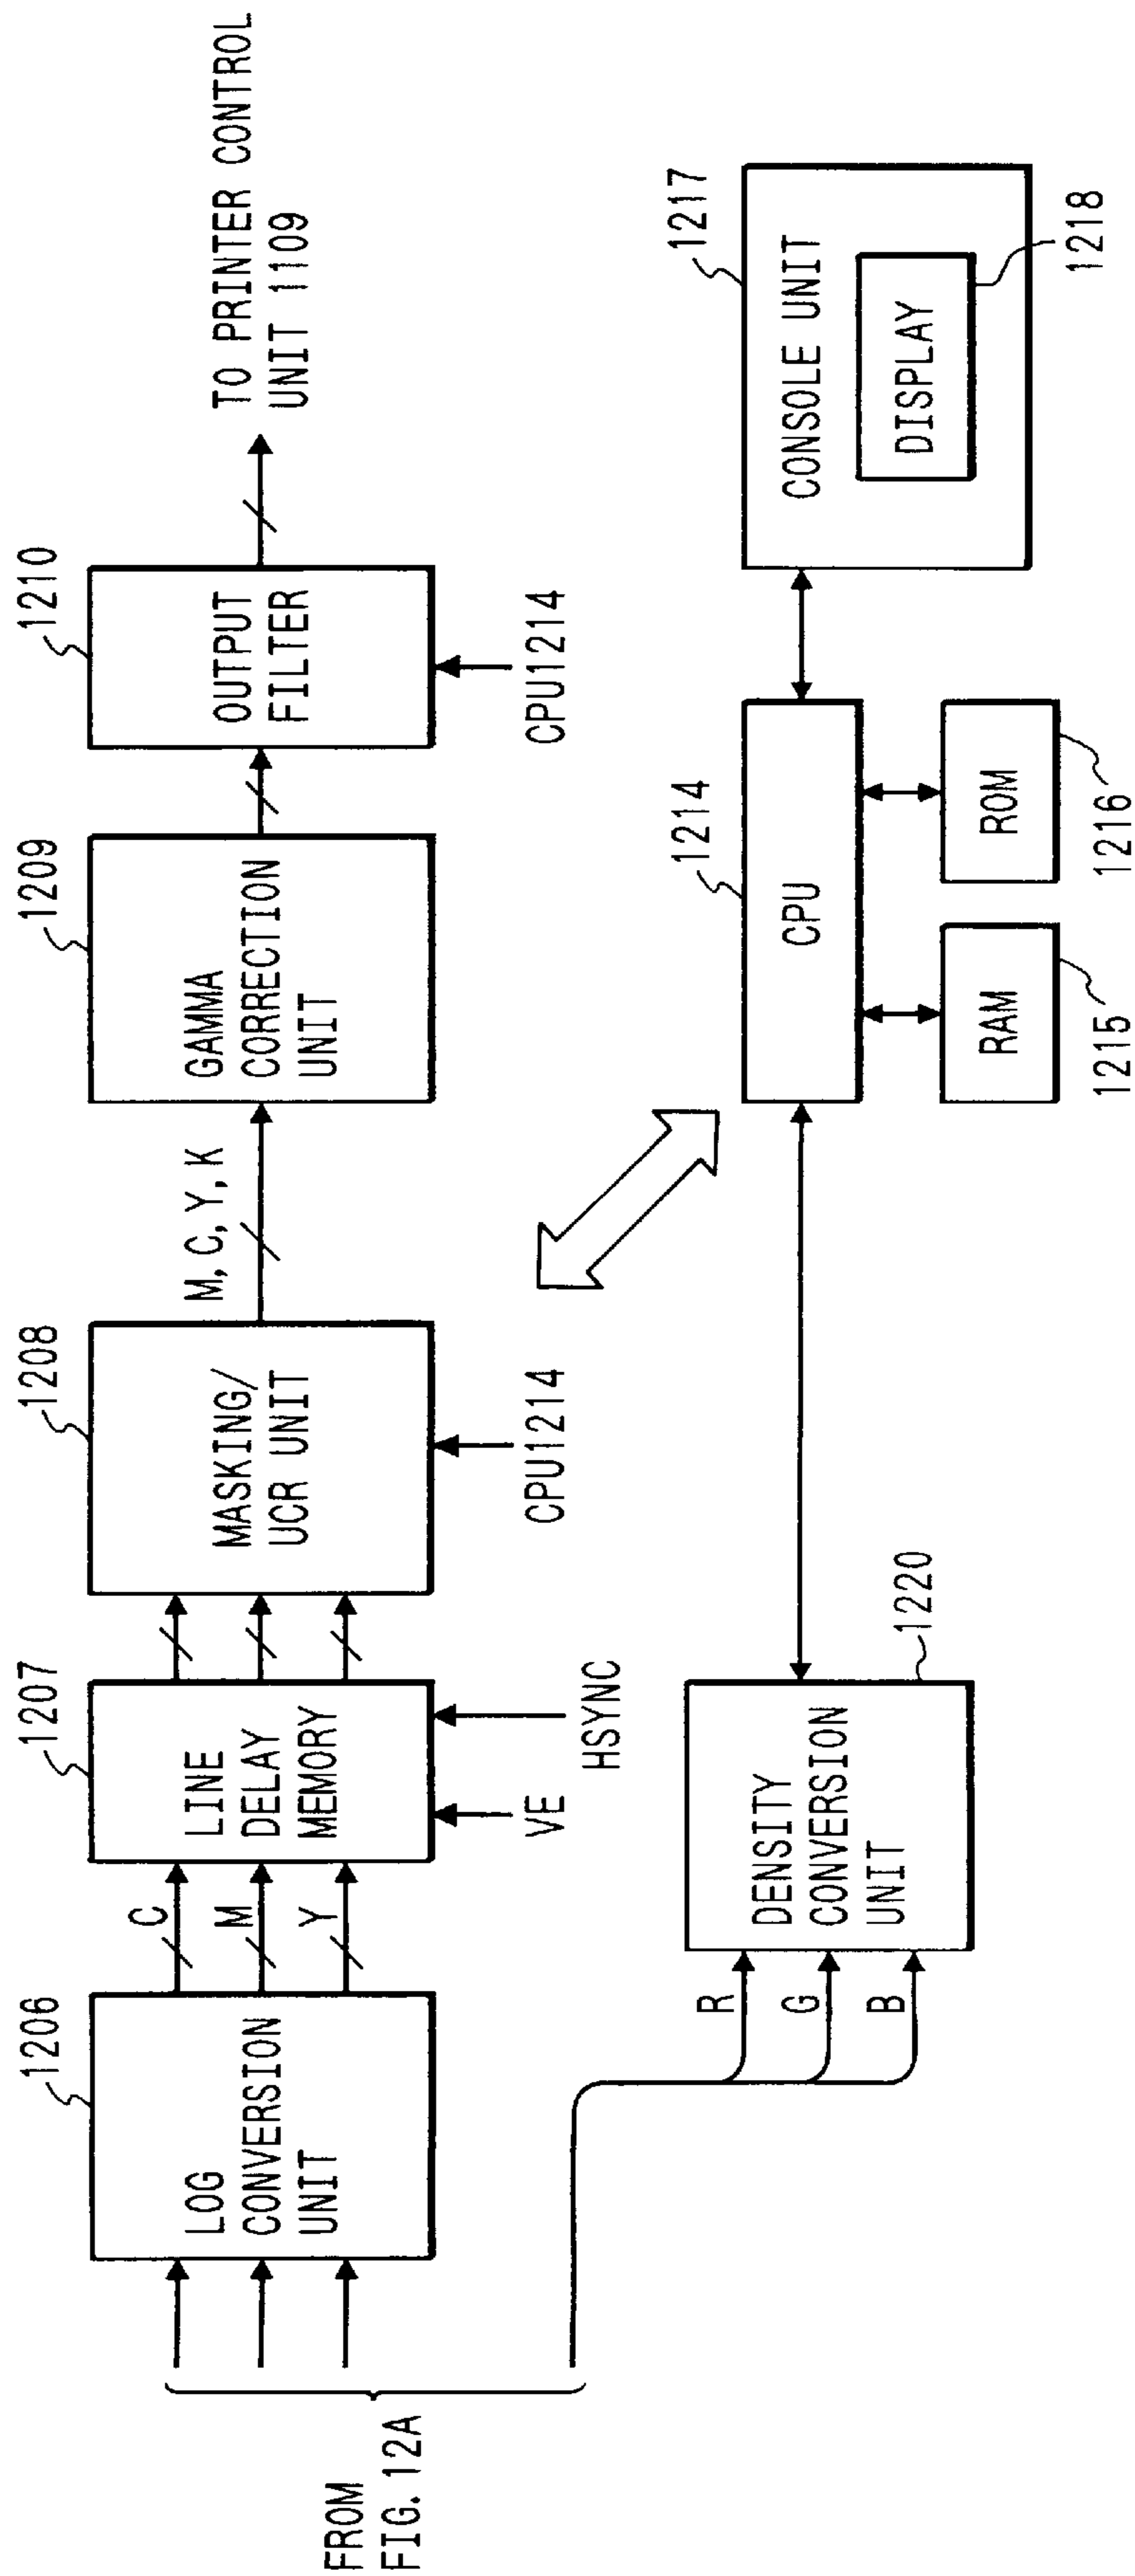 FROM
FIG. 12A
1206
LOG
CONVERSION
UNIT
C
M
Y
1207
LINE
DELAY
MEMORY
VE
HSYNC
1208
MASKING/
UCR UNIT
CPU1214
M, C, Y, K
1209
GAMMA
CORRECTION
UNIT
1210
OUTPUT
FILTER
CPU1214
TO PRINTER CONTROL
UNIT 1109
R
G
B
1220
DENSITY
CONVERSION
UNIT
1214
CPU
RAM
1215
ROM
1216
1217
CONSOLE UNIT
DISPLAY
1218